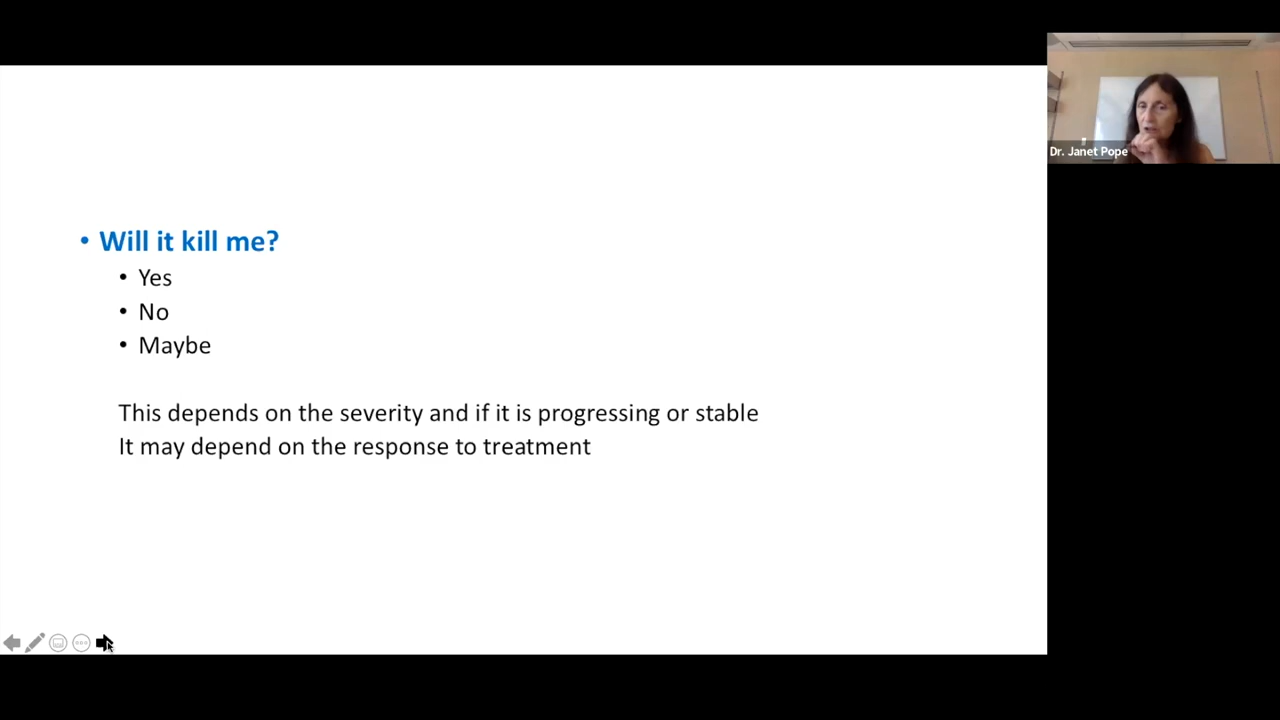 • Will it kill me?
• Yes
• No
• Maybe
This depends on the severity and if it is progressing or stable
It may depend on the response to treatment
Dr. Janet Pope